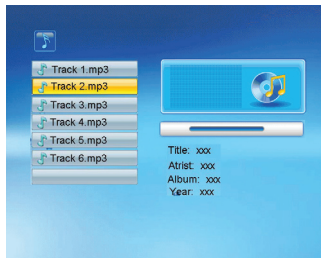 Track 1.mp3
Track 2.mp3
Track 3.mp3
Track 4.mp3
Track 5.mp3
Track 6.mp3
Title: xxx
Atrist: xxx
Album: xxx
Year: xxx